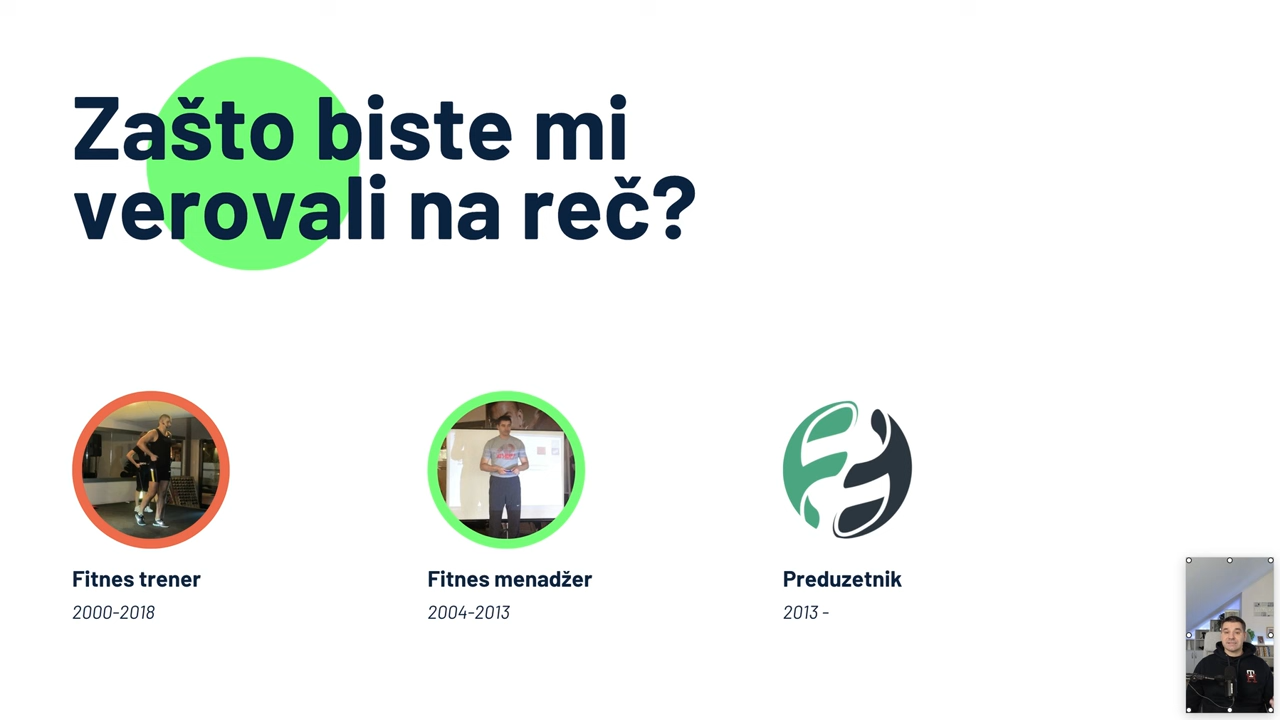 Zašto biste mi
verovali na reč?
Fitnes trener
2000-2018
Fitnes menadžer
2004-2013
Preduzetnik
2013 -